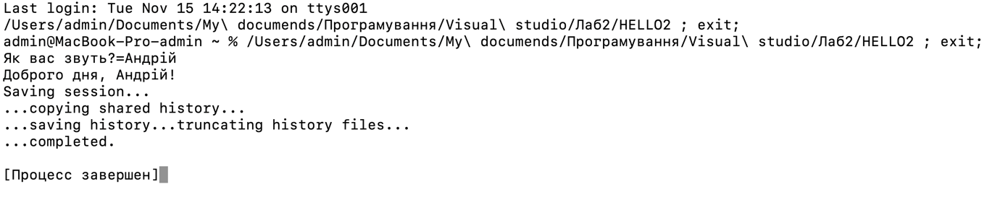 Last login: Tue Nov 15 14:22:13 on ttys001
/Users/admin/Documents/My\ documends/Програмування/Visual\ studio/Лаб2/HELLO2 ; exit;
admin@MacBook-Pro-admin ~ % /Users/admin/Documents/My\ documends/Програмування/Visual\ studio/Лаб2/HELLO2 ; exit;
Як вас звуть?=Андрій
Доброго дня, Андрій!
Saving session...
...copying shared history...
...saving history...truncating history files...
...completed.
[Процесс завершен]